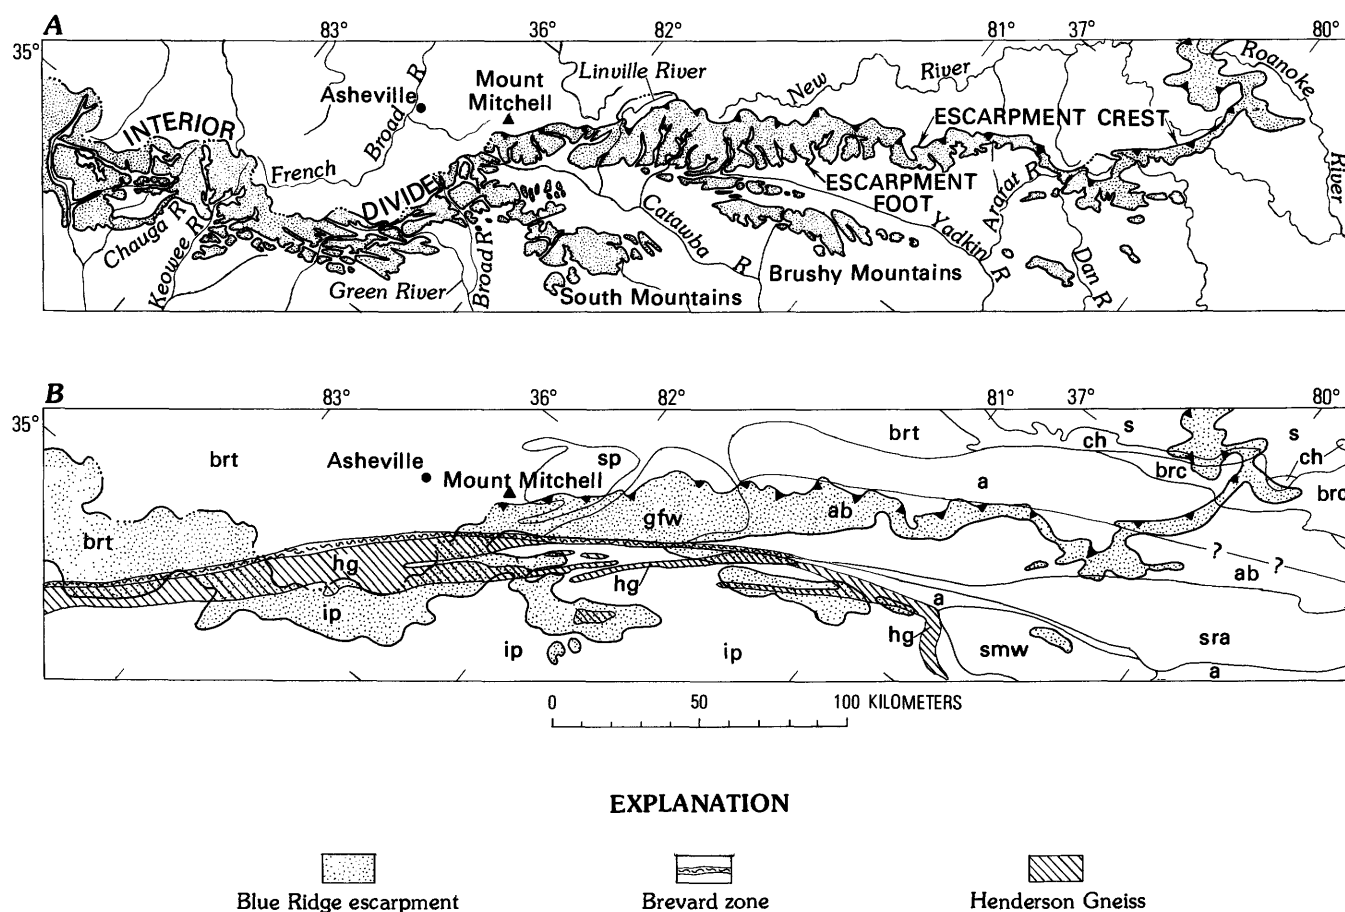 A
83°
36°
82°
81°
37°
80°
35°
Linville River
New River
Roanoke River
Mount
Mitchell
Asheville
Broad R
INTERIOR
ESCARPMENT CREST
French Broad R
DIVIDE
ESCARPMENT
FOOT
Ararat R
Chauga R
Keowee R
Catawba R
Yadkin R
Dan R
Broad R
Green River
South Mountains
Brushy Mountains
B
83°
36°
82°
81°
37°
80°
35°
brt
s
s
ch
ch
brt
sp
Asheville
Mount Mitchell
a
brc
brc
gfw
ab
brt
hg
? ?
ab
hg
a
ip
hg
smw
sra
ip
ip
a
0 50 100 KILOMETERS
EXPLANATION
Blue Ridge escarpment
Brevard zone
Henderson Gneiss